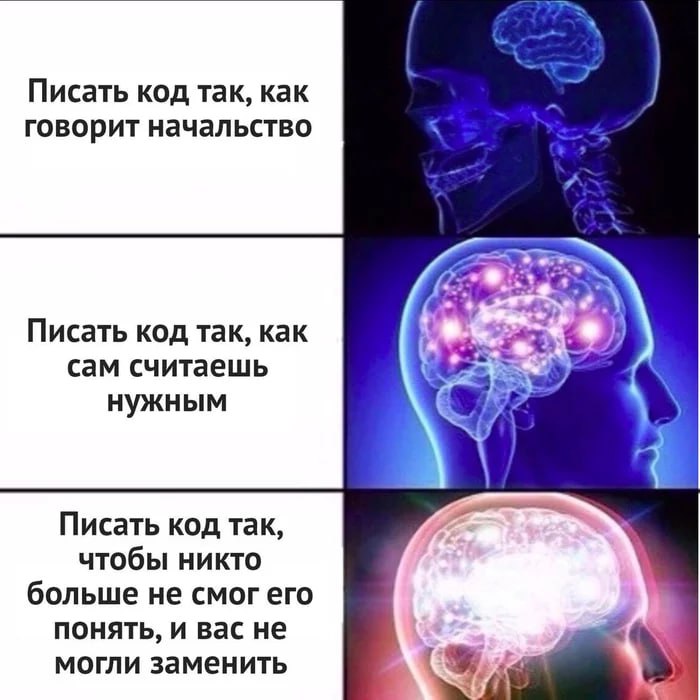 Писать код так, как
говорит начальство
Писать код так, как
сам считаешь
нужным
Писать код так,
чтобы никто
больше не смог его
понять, и вас не
могли заменить